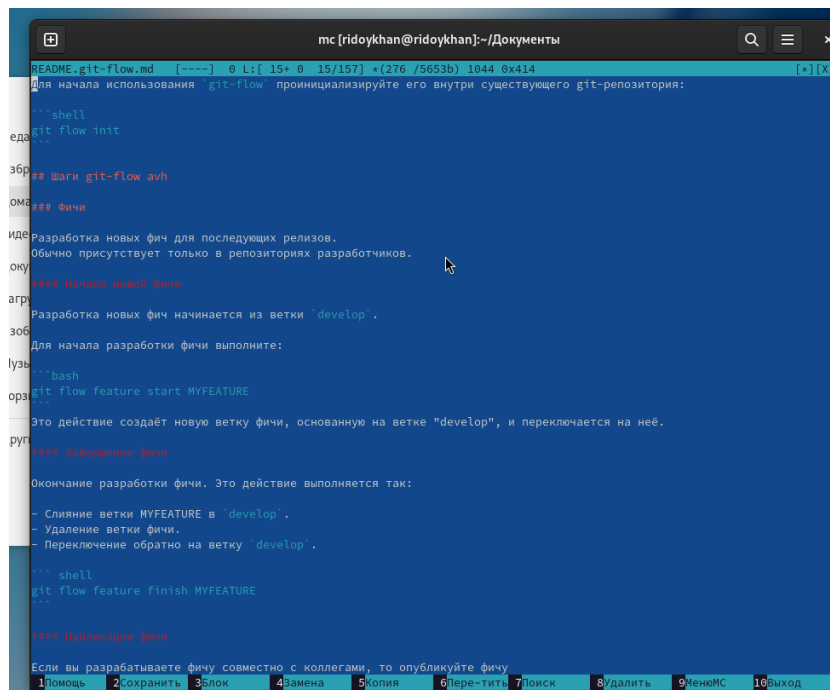 mc [ridoykhan@ridoykhan]:~/Документы
README.git-flow.md [----] 0 L:[ 15+ 0 15/157] *(276 /5653b) 1044 0x414 [*][X
Для начала использования `git-flow` проинициализируйте его внутри существующего git-репозитория:
```shell
git flow init
```
## Шаги git-flow avh
### Фичи
Разработка новых фич для последующих релизов.
Обычно присутствует только в репозиториях разработчиков.
#### Начало новой фичи
Разработка новых фич начинается из ветки `develop`.
Для начала разработки фичи выполните:
```bash
git flow feature start MYFEATURE
```
Это действие создаёт новую ветку фичи, основанную на ветке "develop", и переключается на неё.
#### Завершение фичи
Окончание разработки фичи. Это действие выполняется так:
- Слияние ветки MYFEATURE в `develop`.
- Удаление ветки фичи.
- Переключение обратно на ветку `develop`.
``` shell
git flow feature finish MYFEATURE
```
#### Публикация фичи
Если вы разрабатываете фичу совместно с коллегами, то опубликуйте фичу
1Помощь 2Сохранить 3Блок 4Замена 5Копия 6Пере~тить 7Поиск 8Удалить 9МенюMC 10Выход